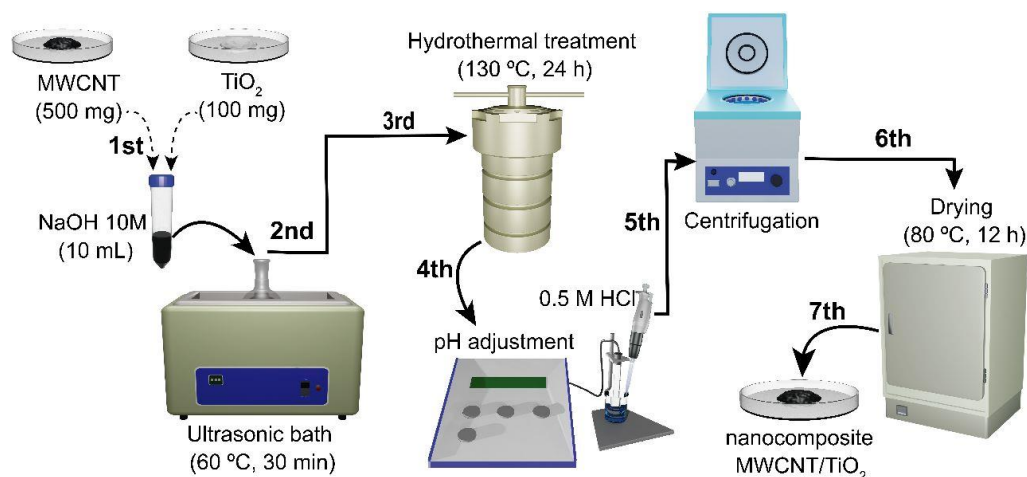 MWCNT
(500 mg)
TiO₂
(100 mg)
1st
NaOH 10M
(10 mL)
2nd
Ultrasonic bath
(60 ºC, 30 min)
3rd
Hydrothermal treatment
(130 ºC, 24 h)
4th
pH adjustment
0.5 M HCl
5th
Centrifugation
6th
Drying
(80 ºC, 12 h)
7th
nanocomposite
MWCNT/TiO₂